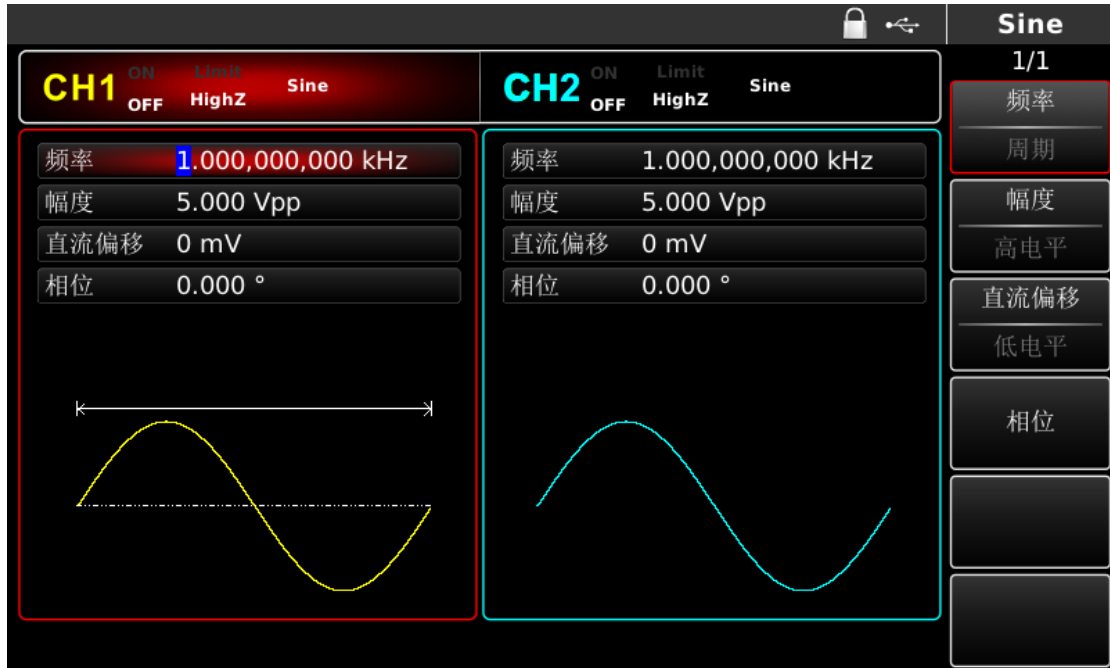 Sine
1/1
CH1 ON OFF Limit HighZ Sine
CH2 ON OFF Limit HighZ Sine
频率 1.000,000,000 kHz
幅度 5.000 Vpp
直流偏移 0 mV
相位 0.000 °
频率 1.000,000,000 kHz
幅度 5.000 Vpp
直流偏移 0 mV
相位 0.000 °
频率
周期
幅度
高电平
直流偏移
低电平
相位